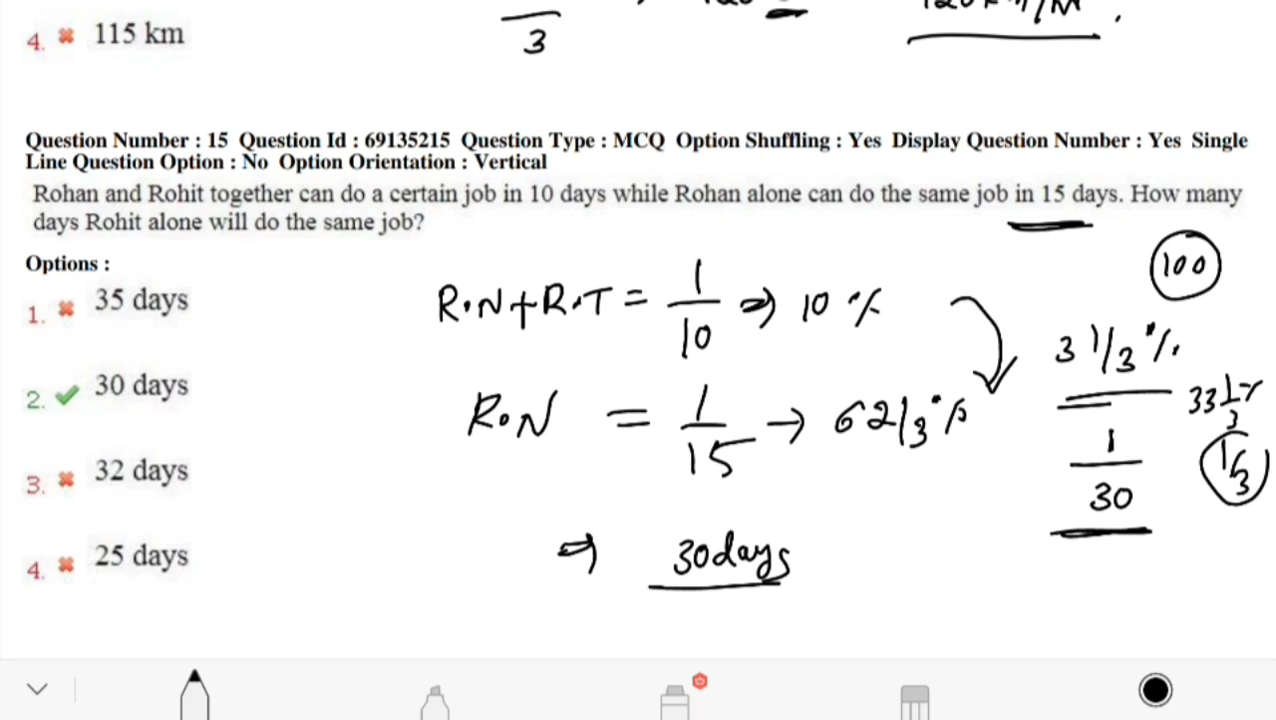 4. 115 km
3
Question Number : 15 Question Id : 69135215 Question Type : MCQ Option Shuffling : Yes Display Question Number : Yes Single
Line Question Option : No Option Orientation : Vertical
Rohan and Rohit together can do a certain job in 10 days while Rohan alone can do the same job in 15 days. How many
days Rohit alone will do the same job?
Options :
100
1. 35 days
R.N+R.T = 1/10 ⇒ 10 %
3 1/3 %
2. 30 days
R.N = 1/15 → 6 2/3 %
33 1/3 %
1/30
1/3
3. 32 days
⇒ 30 days
4. 25 days